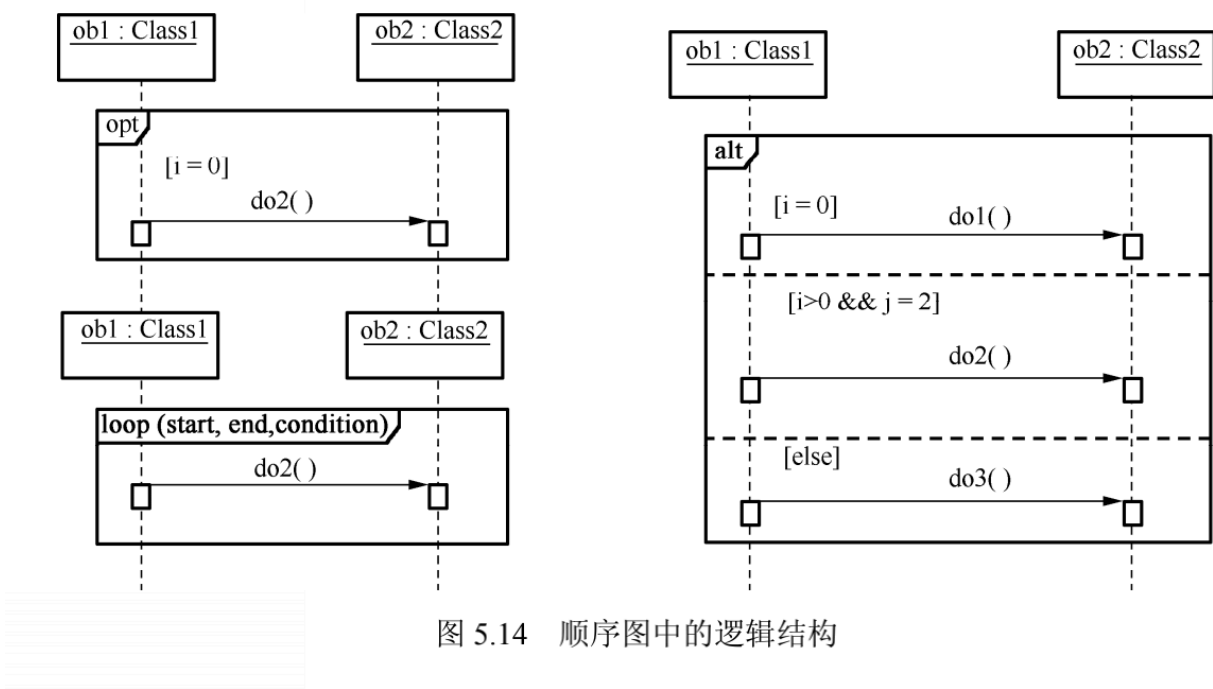 ob1 : Class1
ob2 : Class2
opt
[i = 0]
do2( )
ob1 : Class1
ob2 : Class2
loop (start, end,condition)
do2( )
ob1 : Class1
ob2 : Class2
alt
[i = 0]
do1( )
[i>0 && j = 2]
do2( )
[else]
do3( )
图 5.14 顺序图中的逻辑结构